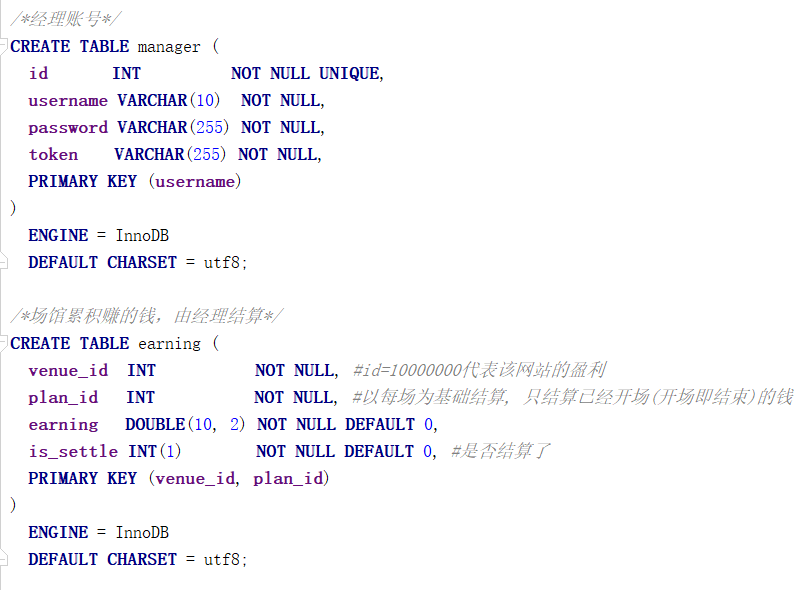 /*经理账号*/
CREATE TABLE manager (
  id       INT          NOT NULL UNIQUE,
  username VARCHAR(10)  NOT NULL,
  password VARCHAR(255) NOT NULL,
  token    VARCHAR(255) NOT NULL,
  PRIMARY KEY (username)
)
  ENGINE = InnoDB
  DEFAULT CHARSET = utf8;

/*场馆累积赚的钱，由经理结算*/
CREATE TABLE earning (
  venue_id  INT           NOT NULL, #id=10000000代表该网站的盈利
  plan_id   INT           NOT NULL, #以每场为基础结算, 只结算已经开场(开场即结束)的钱
  earning   DOUBLE(10, 2) NOT NULL DEFAULT 0,
  is_settle INT(1)        NOT NULL DEFAULT 0, #是否结算了
  PRIMARY KEY (venue_id, plan_id)
)
  ENGINE = InnoDB
  DEFAULT CHARSET = utf8;